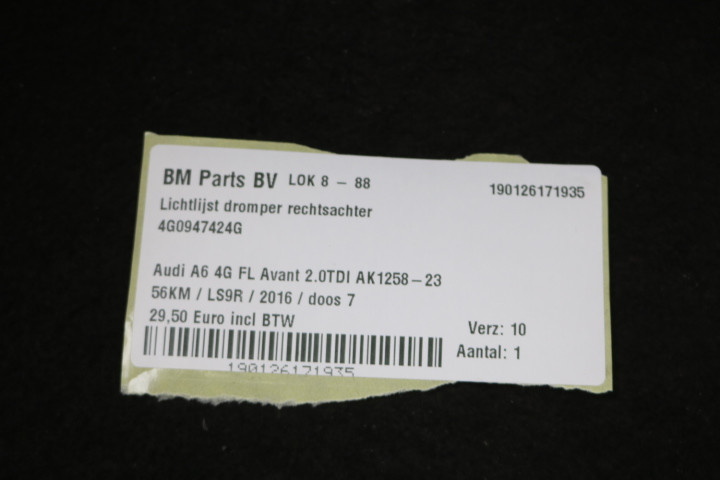 BM Parts BV LOK 8 - 88 190126171935
Lichtlijst dromper rechtsachter
4G0947424G
Audi A6 4G FL Avant 2.0TDI AK1258-23
56KM / LS9R / 2016 / doos 7
29,50 Euro incl BTW
Verz: 10
Aantal: 1
190126171935